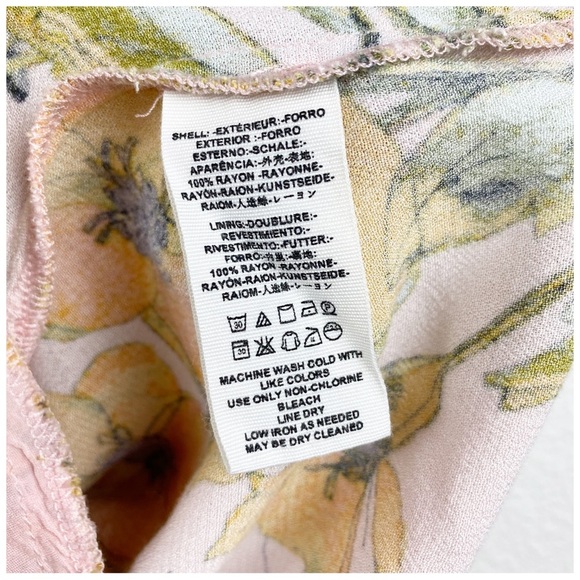 SHELL:-EXTÉRIEUR:-FORRO
EXTERIOR :-FORRO
ESTERNO:-SCHALE:-
APARÊNCIA:-外壳-表地:
100% RAYON-RAYONNE-
RAYÓN-RAION-KUNSTSEIDE-
RAIOM-人造絲-レーヨン
LINING:-DOUBLURE:-
REVESTIMIENTO:-
RIVESTIMENTO:-FUTTER:-
FORRO:-内里:-裏地:
100% RAYON-RAYONNE-
RAYÓN-RAION-KUNSTSEIDE-
RAIOM-人造絲-レーヨン
30
30
MACHINE WASH COLD WITH
LIKE COLORS
USE ONLY NON-CHLORINE
BLEACH
LINE DRY
LOW IRON AS NEEDED
MAY BE DRY CLEANED